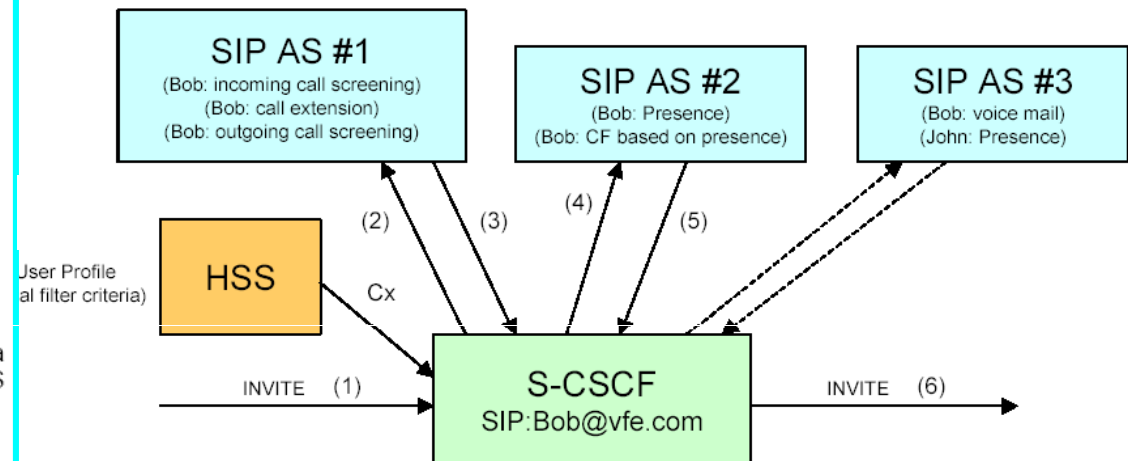 SIP AS #1
(Bob: incoming call screening)
(Bob: call extension)
(Bob: outgoing call screening)
SIP AS #2
(Bob: Presence)
(Bob: CF based on presence)
SIP AS #3
(Bob: voice mail)
(John: Presence)
(2)
(3)
(4)
(5)
User Profile
al filter criteria)
HSS
Cx
a
S
INVITE (1)
S-CSCF
SIP:Bob@vfe.com
INVITE (6)